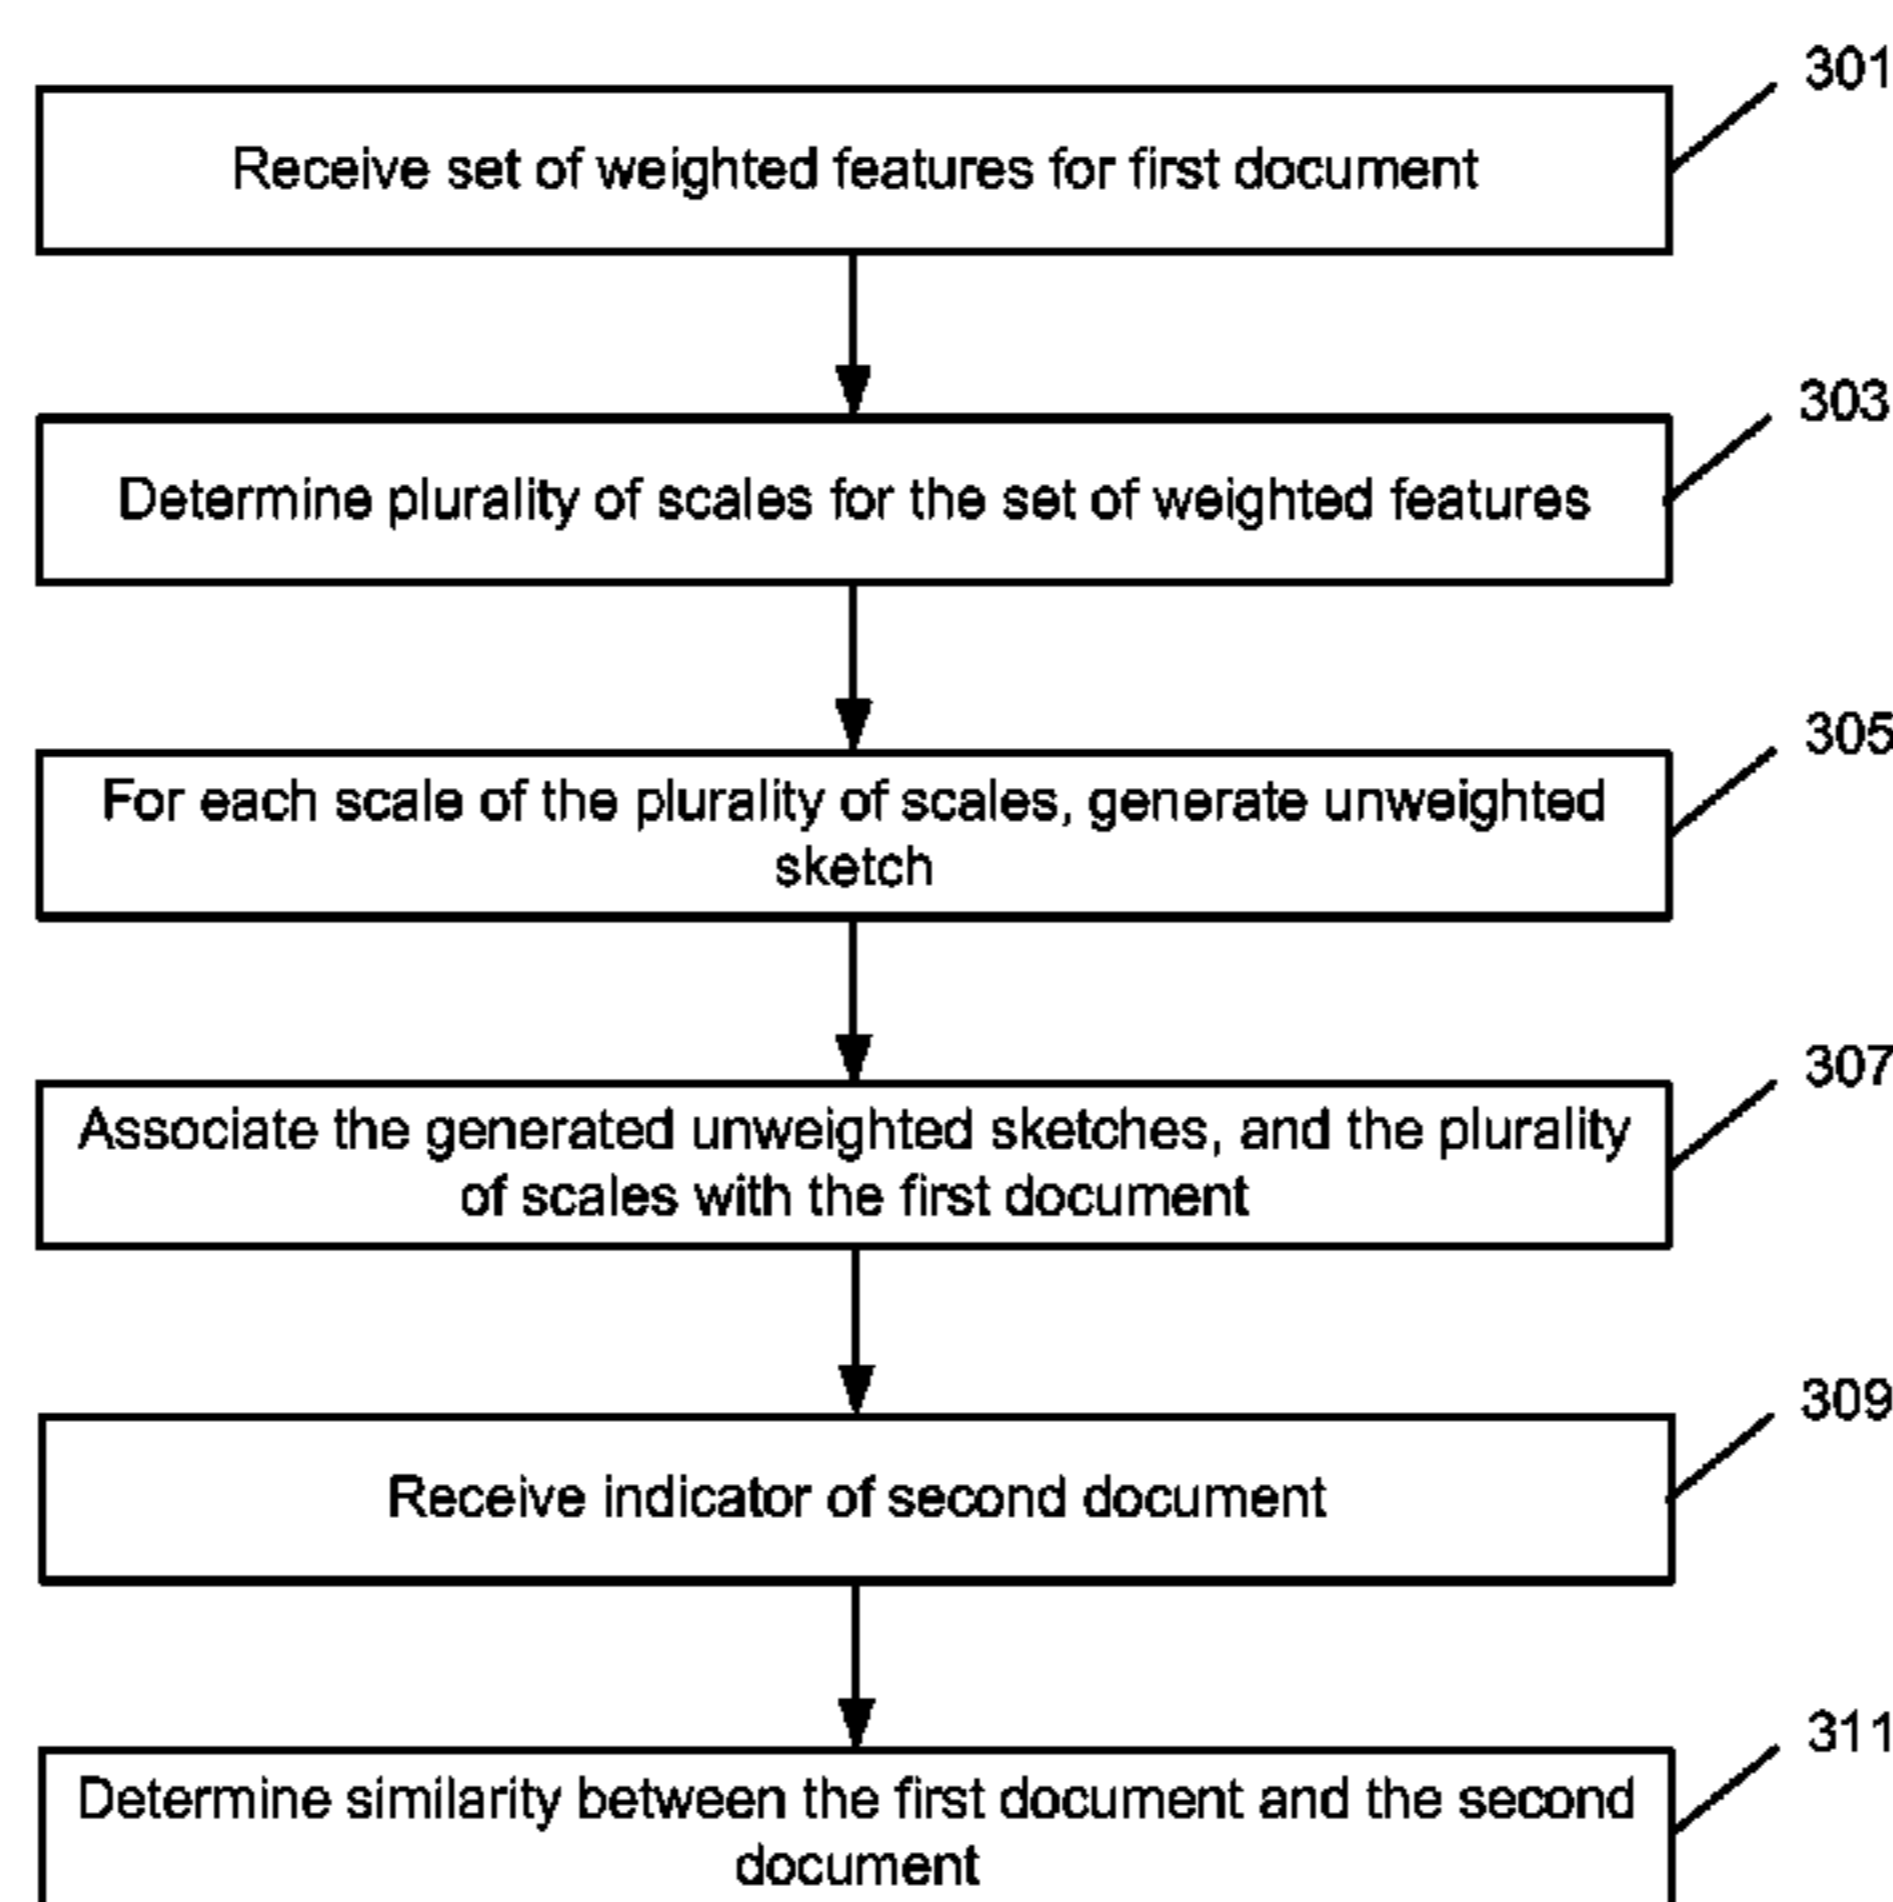 301
Receive set of weighted features for first document
303
Determine plurality of scales for the set of weighted features
305
For each scale of the plurality of scales, generate unweighted
sketch
307
Associate the generated unweighted sketches, and the plurality
of scales with the first document
309
Receive indicator of second document
311
Determine similarity between the first document and the second
document